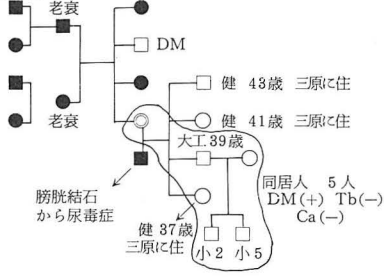 老衰
DM
老衰
健 43歳 三原に住
健 41歳 三原に住
大工39歳
同居人 5人
DM(+) Tb(-)
Ca(-)
膀胱結石
から尿毒症
健 37歳
三原に住
小2 小5